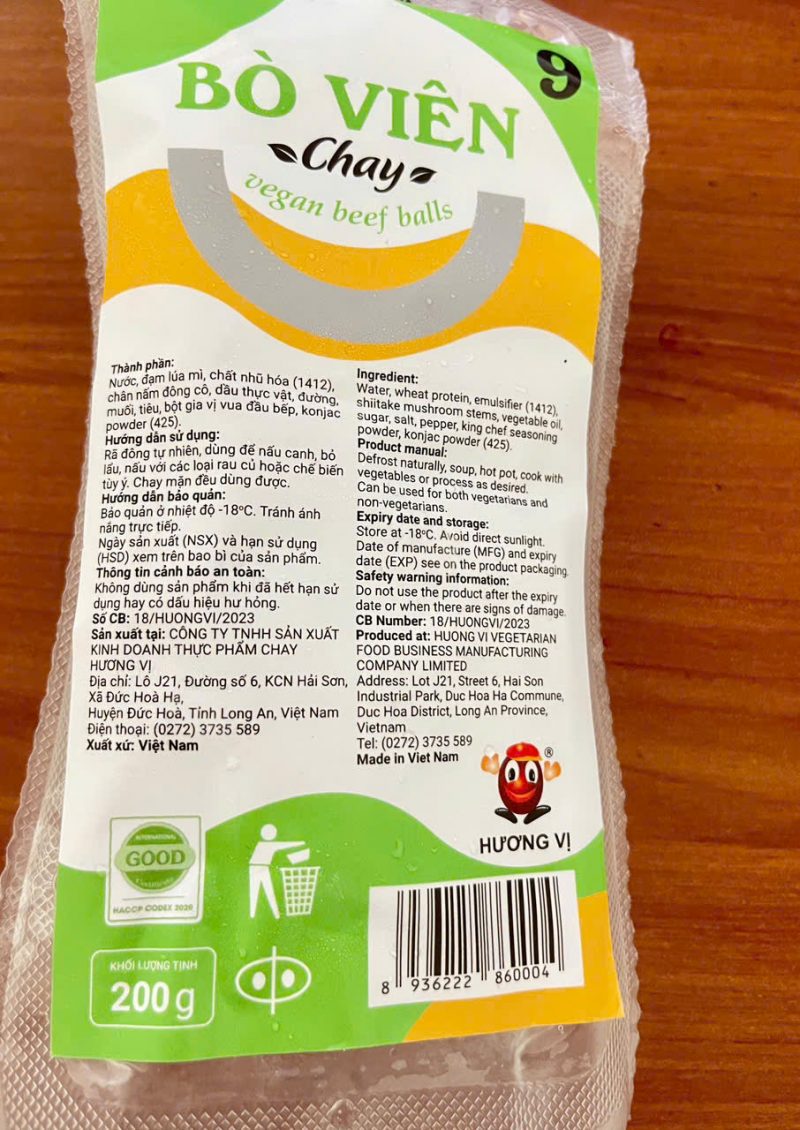 9
BÒ VIÊN
Chay
vegan beef balls
Thành phần:
Nước, đạm lúa mì, chất nhũ hóa (1412),
chân nấm đông cô, dầu thực vật, đường,
muối, tiêu, bột gia vị vua đầu bếp, konjac
powder (425).
Hướng dẫn sử dụng:
Rã đông tự nhiên, dùng để nấu canh, bỏ
lẩu, nấu với các loại rau củ hoặc chế biến
tùy ý. Chay mặn đều dùng được.
Hướng dẫn bảo quản:
Bảo quản ở nhiệt độ -18°C. Tránh ánh
nắng trực tiếp.
Ngày sản xuất (NSX) và hạn sử dụng
(HSD) xem trên bao bì của sản phẩm.
Thông tin cảnh báo an toàn:
Không dùng sản phẩm khi đã hết hạn sử
dụng hay có dấu hiệu hư hỏng.
Số CB: 18/HUONGVI/2023
Sản xuất tại: CÔNG TY TNHH SẢN XUẤT
KINH DOANH THỰC PHẨM CHAY
HƯƠNG VỊ
Địa chỉ: Lô J21, Đường số 6, KCN Hải Sơn,
Xã Đức Hoà Hạ,
Huyện Đức Hoà, Tỉnh Long An, Việt Nam
Điện thoại: (0272) 3735 589
Xuất xứ: Việt Nam
Ingredient:
Water, wheat protein, emulsifier (1412),
shiitake mushroom stems, vegetable oil,
sugar, salt, pepper, king chef seasoning
powder, konjac powder (425).
Product manual:
Defrost naturally, soup, hot pot, cook with
vegetables or process as desired.
Can be used for both vegetarians and
non-vegetarians.
Expiry date and storage:
Store at -18°C. Avoid direct sunlight.
Date of manufacture (MFG) and expiry
date (EXP) see on the product packaging.
Safety warning information:
Do not use the product after the expiry
date or when there are signs of damage.
CB Number: 18/HUONGVI/2023
Produced at: HUONG VI VEGETARIAN
FOOD BUSINESS MANUFACTURING
COMPANY LIMITED
Address: Lot J21, Street 6, Hai Son
Industrial Park, Duc Hoa Ha Commune,
Duc Hoa District, Long An Province,
Vietnam
Tel: (0272) 3735 589
Made in Viet Nam
®
HƯƠNG VỊ
INTERNATIONAL
GOOD
HACCP CODEX 2020
KHỐI LƯỢNG TỊNH
200 g
8 936222 860004